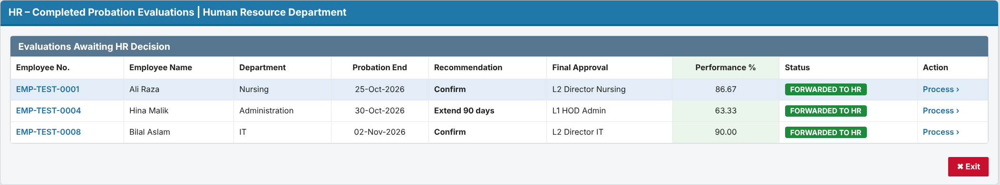 HR – Completed Probation Evaluations | Human Resource Department
Evaluations Awaiting HR Decision
Employee No. Employee Name Department Probation End Recommendation Final Approval Performance % Status Action
EMP-TEST-0001 Ali Raza Nursing 25-Oct-2026 Confirm L2 Director Nursing 86.67 FORWARDED TO HR Process ›
EMP-TEST-0004 Hina Malik Administration 30-Oct-2026 Extend 90 days L1 HOD Admin 63.33 FORWARDED TO HR Process ›
EMP-TEST-0008 Bilal Aslam IT 02-Nov-2026 Confirm L2 Director IT 90.00 FORWARDED TO HR Process ›
✖ Exit